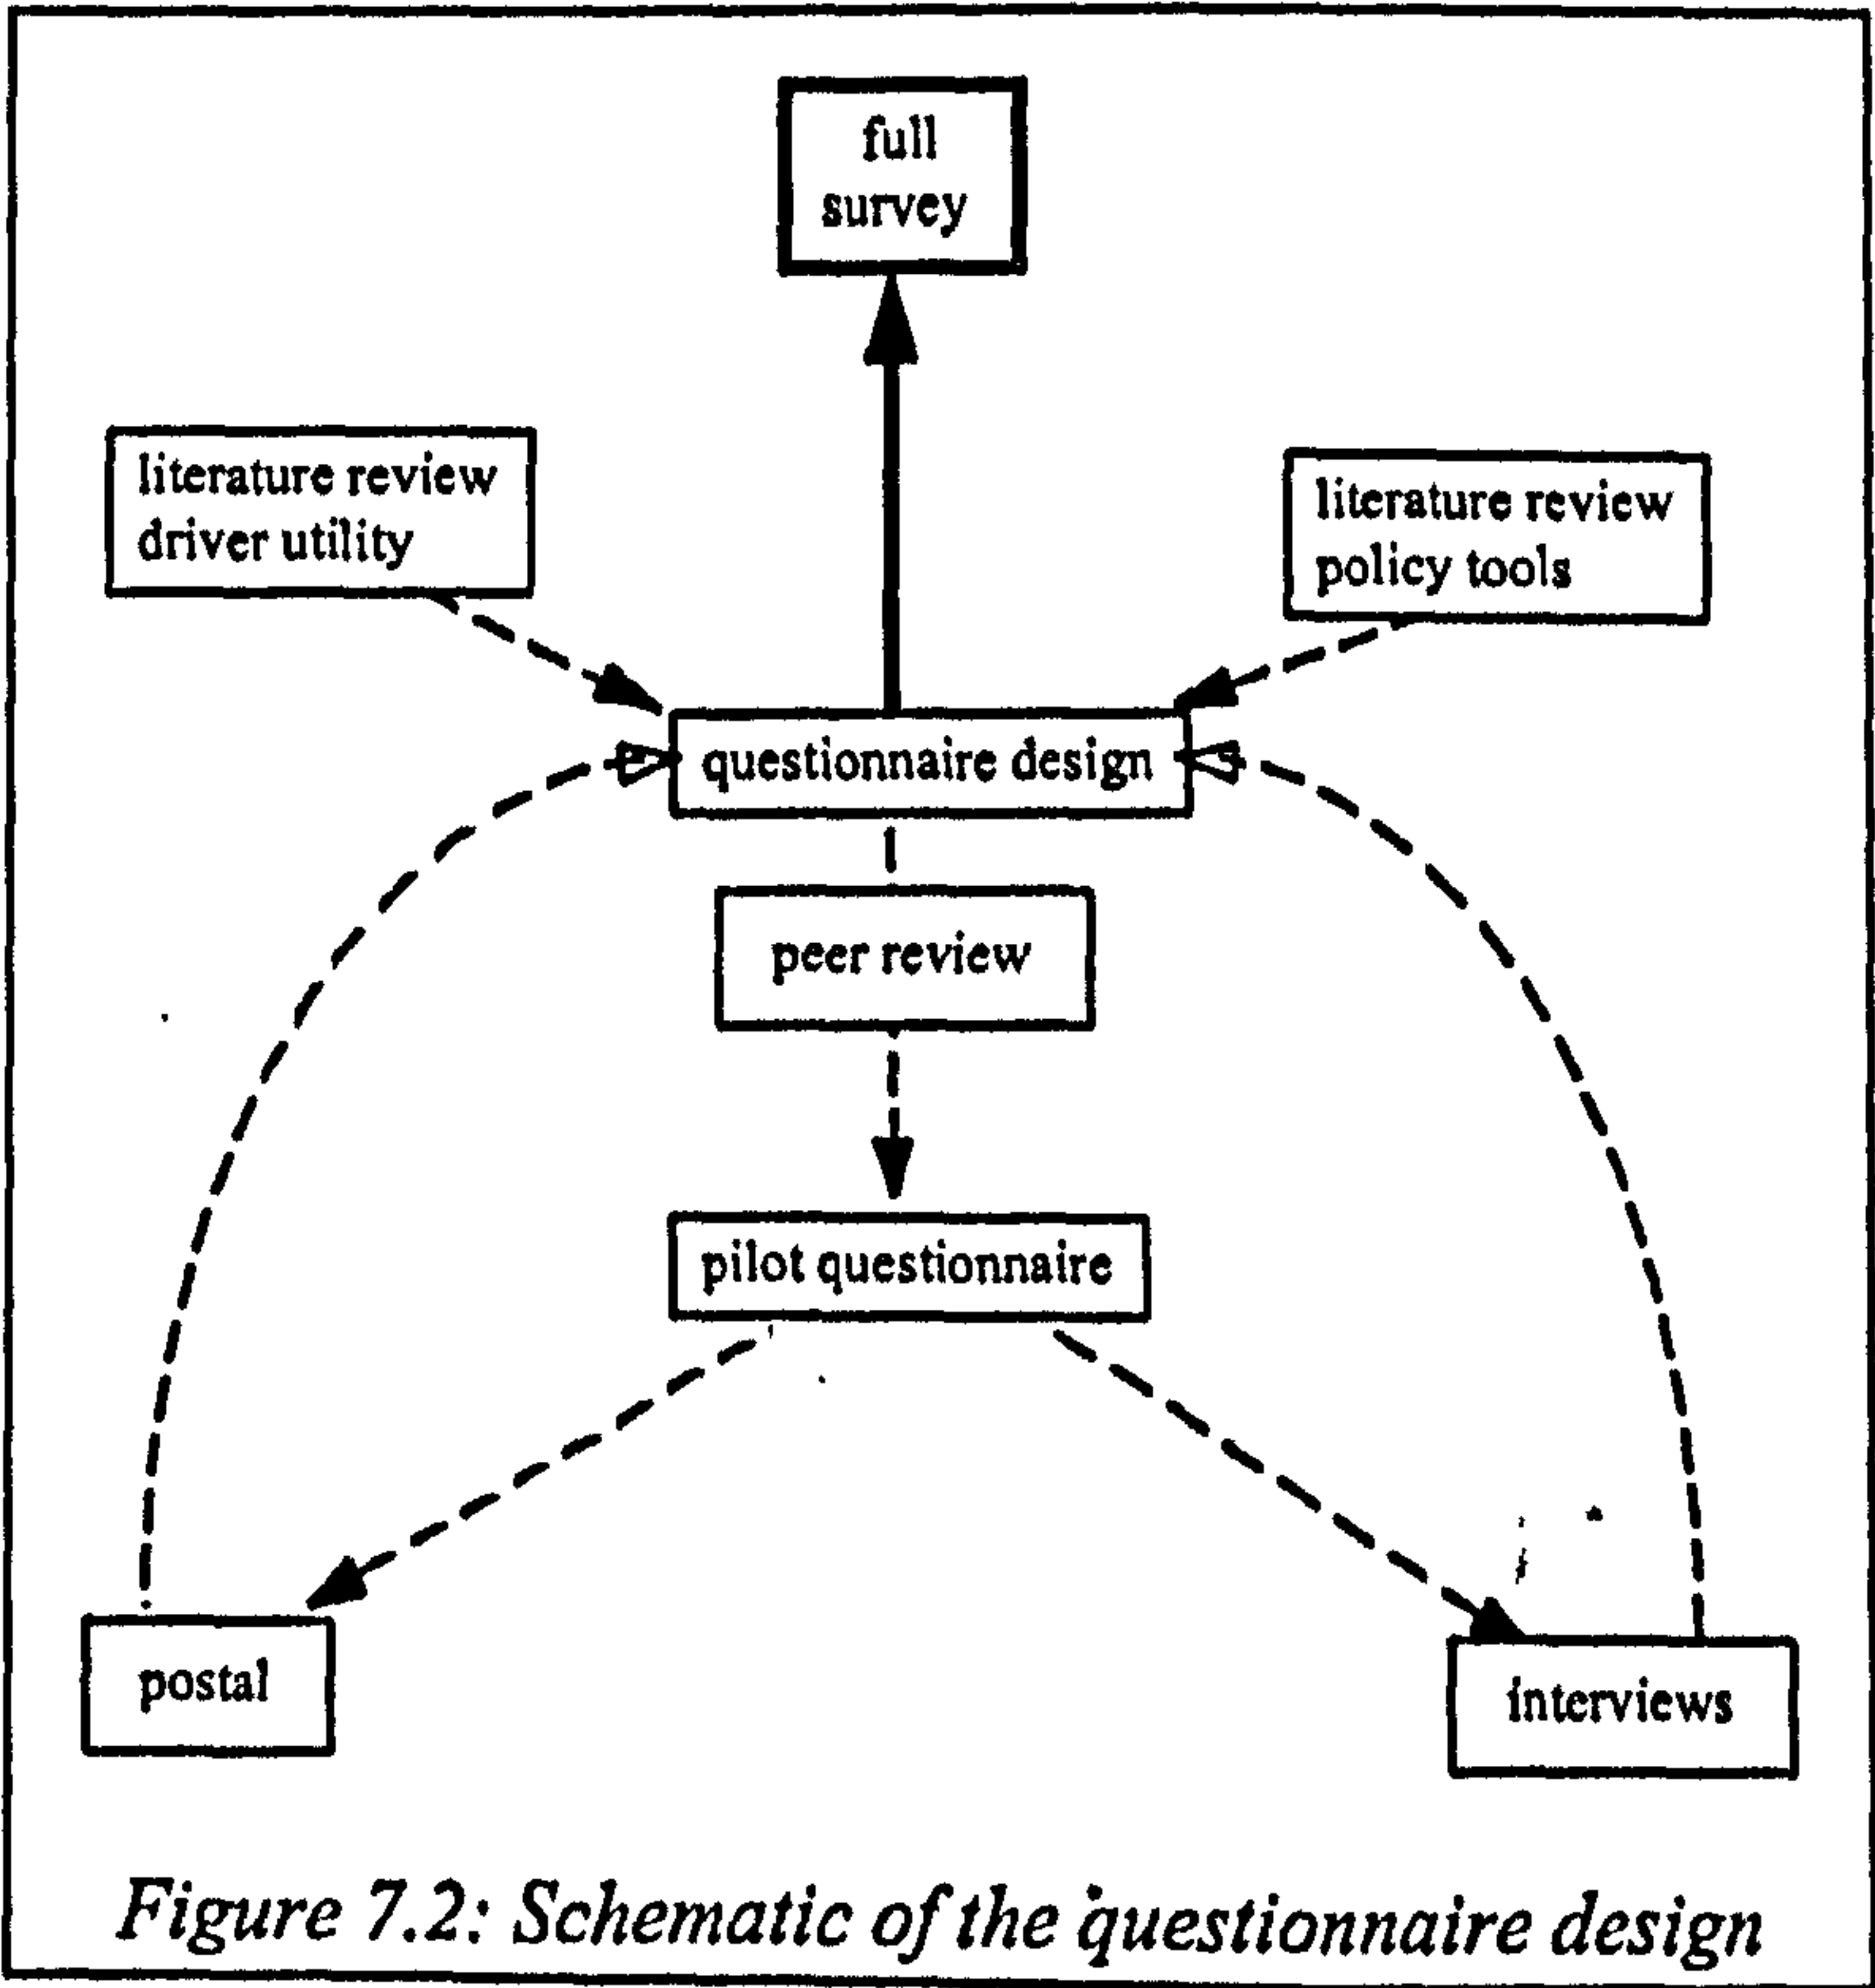 full
survey
literature review
driver utility
literature review
policy tools
questionnaire design
peer review
pilot questionnaire
postal
interviews
Figure 7.2: Schematic of the questionnaire design